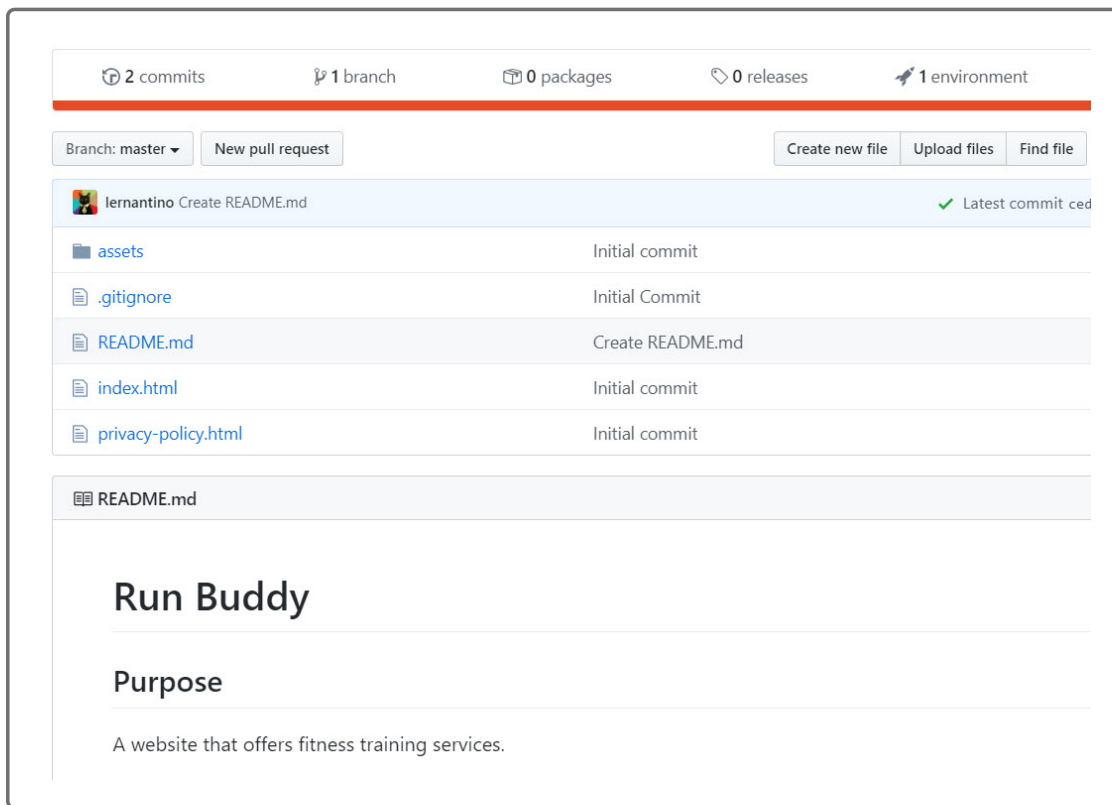 2 commits 1 branch 0 packages 0 releases 1 environment
Branch: master New pull request Create new file Upload files Find file
lernantino Create README.md Latest commit ced
assets Initial commit
.gitignore Initial Commit
README.md Create README.md
index.html Initial commit
privacy-policy.html Initial commit
README.md
Run Buddy
Purpose
A website that offers fitness training services.